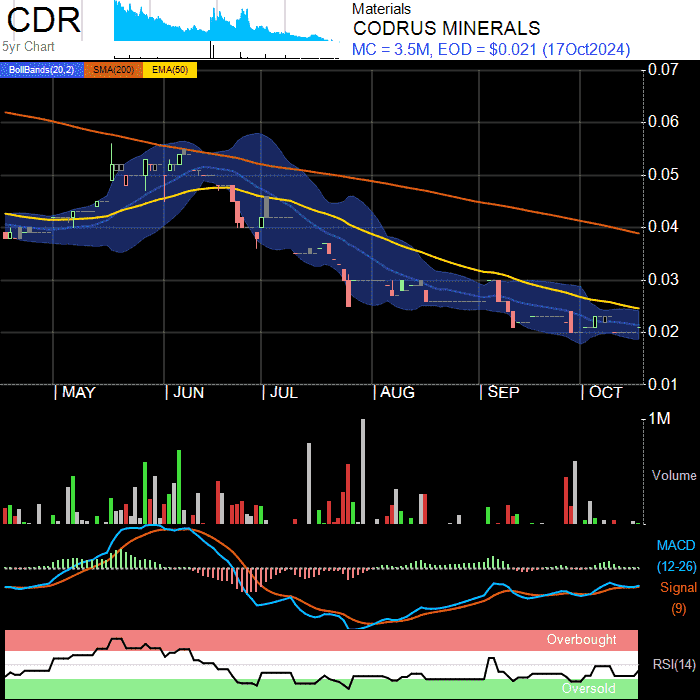 CDR
5yr Chart
Materials
CODRUS MINERALS
MC = 3.5M, EOD = $0.021 (17Oct2024)
BollBands(20,2) SMA(200) EMA(50)
0.07
0.06
0.05
0.04
0.03
0.02
0.01
MAY JUN JUL AUG SEP OCT
1M
Volume
MACD
(12-26)
Signal
(9)
Overbought
RSI(14)
Oversold